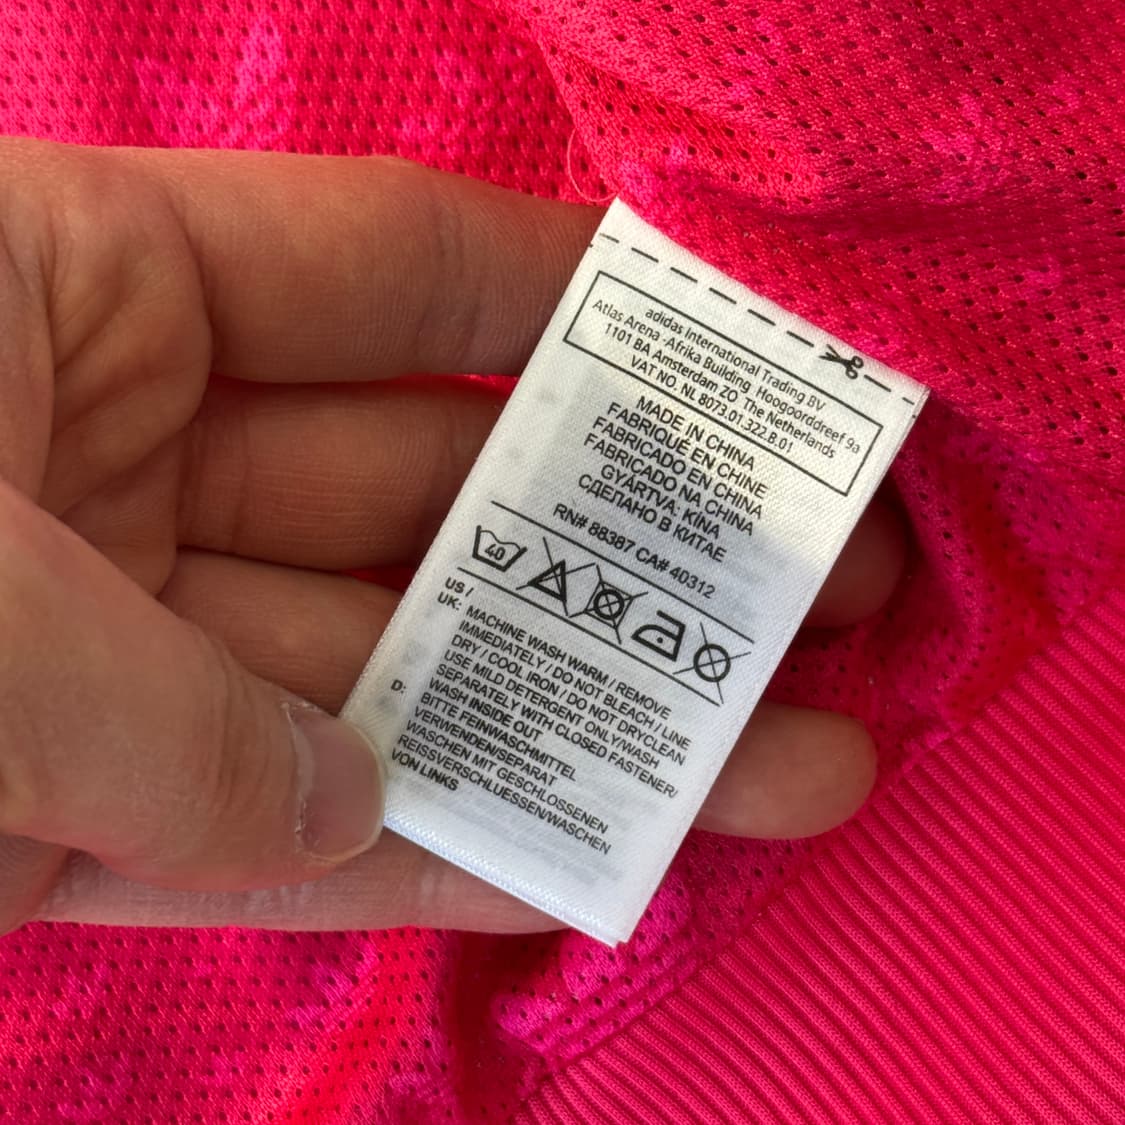 adidas International Trading BV
Atlas Arena -Afrika Building Hoogoorddreef 9a
1101 BA Amsterdam ZO The Netherlands
VAT NO. NL 8073.01.322.B.01
MADE IN CHINA
FABRIQUÉ EN CHINE
FABRICADO EN CHINA
FABRICADO NA CHINA
GYÁRTVA: KÍNA
СДЕЛАНО В КИТАЕ
RN# 88387 CA# 40312
40
US /
UK: MACHINE WASH WARM / REMOVE
IMMEDIATELY / DO NOT BLEACH / LINE
DRY / COOL IRON / DO NOT DRYCLEAN
USE MILD DETERGENT ONLY/WASH
SEPARATELY WITH CLOSED FASTENER/
WASH INSIDE OUT
D: BITTE FEINWASCHMITTEL
VERWENDEN/SEPARAT
WASCHEN MIT GESCHLOSSENEN
REISSVERSCHLUESSEN/WASCHEN
VON LINKS